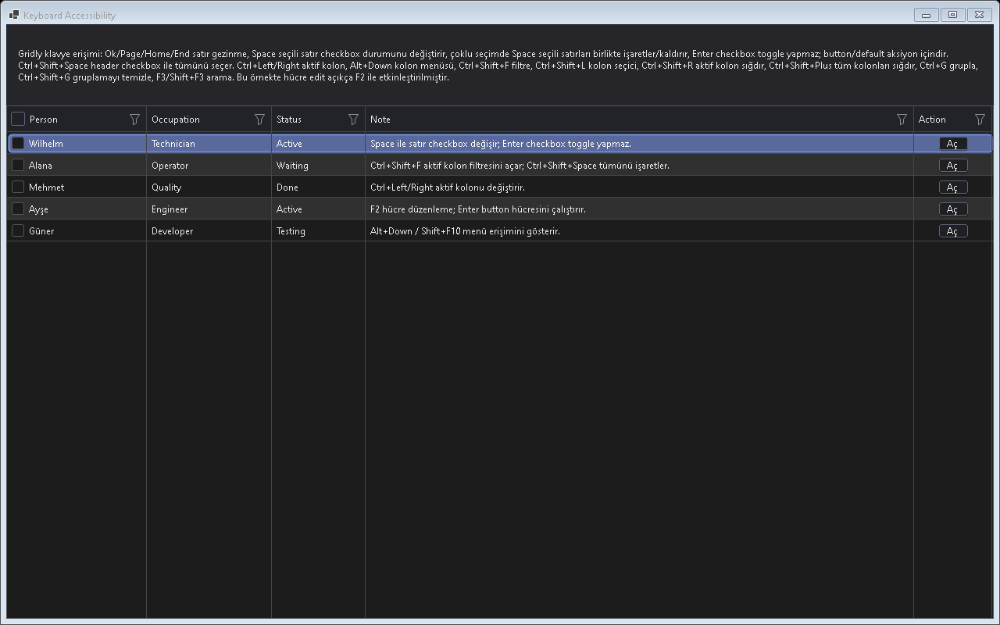 Keyboard Accessibility
Gridly klavye erişimi: Ok/Page/Home/End satır gezinme, Space seçili satır checkbox durumunu değiştirir, çoklu seçimde Space seçili satırları birlikte işaretler/kaldırır, Enter checkbox toggle yapmaz; button/default aksiyon içindir.
Ctrl+Shift+Space header checkbox ile tümünü seçer. Ctrl+Left/Right aktif kolon, Alt+Down kolon menüsü, Ctrl+Shift+F filtre, Ctrl+Shift+L kolon seçici, Ctrl+Shift+R aktif kolon sığdır, Ctrl+Shift+Plus tüm kolonları sığdır, Ctrl+G grupla,
Ctrl+Shift+G gruplamayı temizle, F3/Shift+F3 arama. Bu örnekte hücre edit açıkça F2 ile etkinleştirilmiştir.
Person Occupation Status Note Action
Wilhelm Technician Active Space ile satır checkbox değişir; Enter checkbox toggle yapmaz. Aç
Alana Operator Waiting Ctrl+Shift+F aktif kolon filtresini açar; Ctrl+Shift+Space tümünü işaretler. Aç
Mehmet Quality Done Ctrl+Left/Right aktif kolonu değiştirir. Aç
Ayşe Engineer Active F2 hücre düzenleme; Enter button hücresini çalıştırır. Aç
Güner Developer Testing Alt+Down / Shift+F10 menü erişimini gösterir. Aç